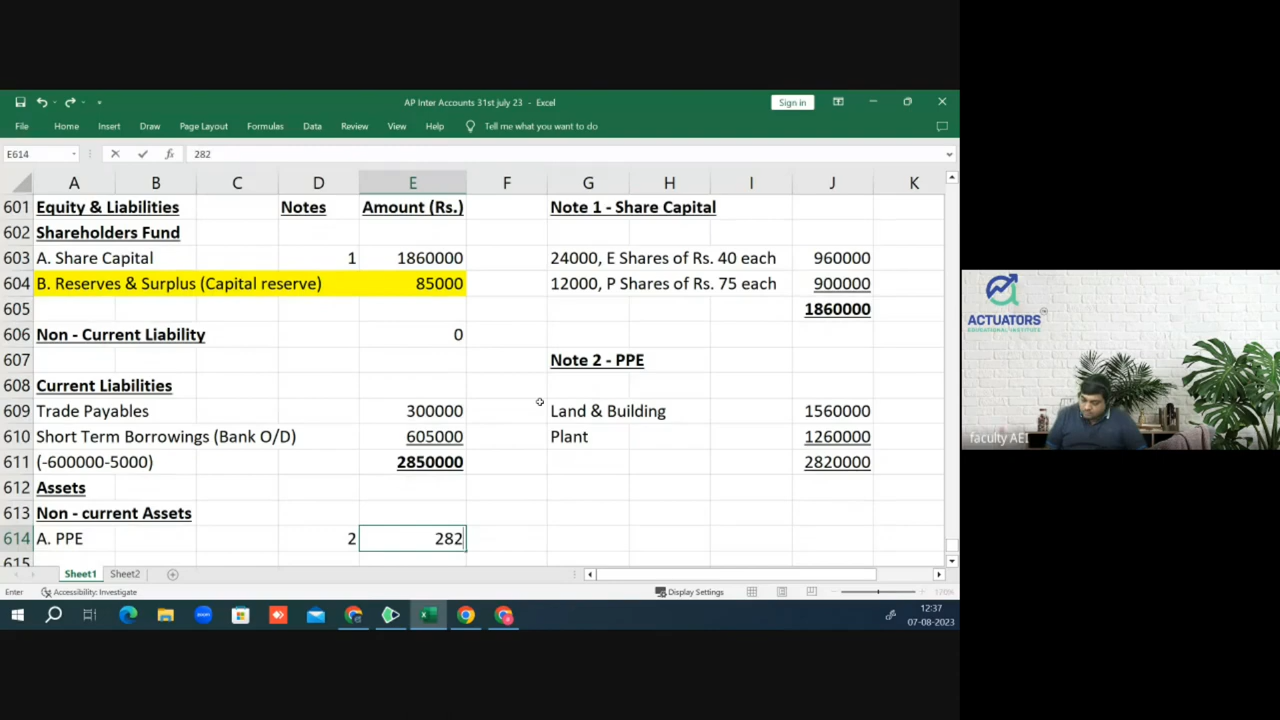 AP Inter Accounts 31st july 23 - Excel
Sign in
File Home Insert Draw Page Layout Formulas Data Review View Help Tell me what you want to do
E614 fx 282
A B C D E F G H I J K
601 Equity & Liabilities Notes Amount (Rs.) Note 1 - Share Capital
602 Shareholders Fund
603 A. Share Capital 1 1860000 24000, E Shares of Rs. 40 each 960000
604 B. Reserves & Surplus (Capital reserve) 85000 12000, P Shares of Rs. 75 each 900000
605 1860000
606 Non - Current Liability 0
607 Note 2 - PPE
608 Current Liabilities
609 Trade Payables 300000 Land & Building 1560000
610 Short Term Borrowings (Bank O/D) 605000 Plant 1260000
611 (-600000-5000) 2850000 2820000
612 Assets
613 Non - current Assets
614 A. PPE 2 282
615
Sheet1 Sheet2
Enter Accessibility: Investigate Display Settings 170%
12:37
07-08-2023
ACTUATORS
EDUCATIONAL INSTITUTE
faculty AEI